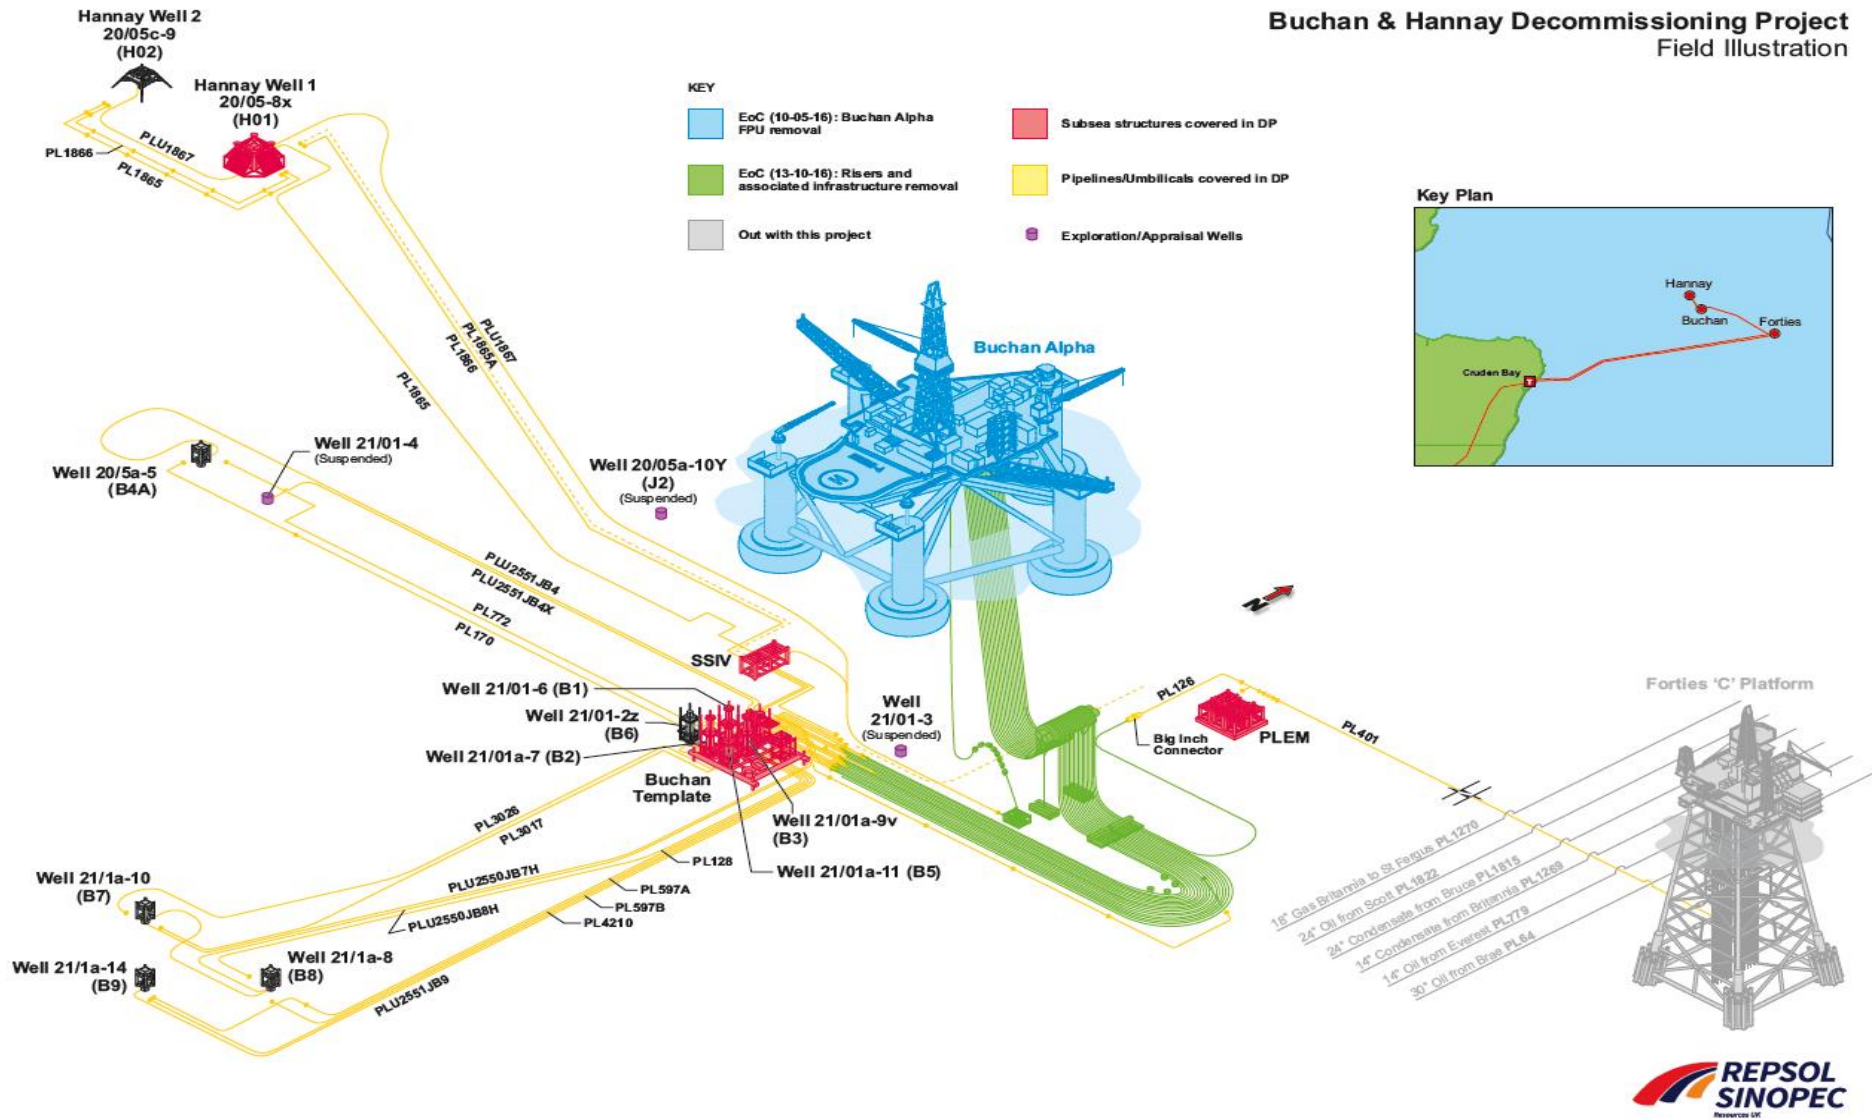 Buchan & Hannay Decommissioning Project
Field Illustration
Hannay Well 2
20/05c-9
(H02)
Hannay Well 1
20/05-8x
(H01)
PLU1867
PL1866
PL1865
KEY
EoC (10-05-16): Buchan Alpha
FPU removal
Subsea structures covered in DP
EoC (13-10-16): Risers and
associated infrastructure removal
Pipelines/Umbilicals covered in DP
Out with this project
Exploration/Appraisal Wells
Key Plan
Hannay
Buchan
Forties
Cruden Bay
T
PLU1867
PL1865A
PL1866
PL1865
Buchan Alpha
H
Well 21/01-4
(Suspended)
Well 20/5a-5
(B4A)
Well 20/05a-10Y
(J2)
(Suspended)
PLU2551JB4
PLU2551JB4X
PL772
PL170
N
SSIV
Well 21/01-6 (B1)
Well 21/01-2z
(B6)
Well 21/01a-7 (B2)
Buchan
Template
Well
21/01-3
(Suspended)
PL126
Big Inch
Connector
PLEM
PL401
Forties 'C' Platform
Well 21/01a-9v
(B3)
Well 21/01a-11 (B5)
PL3026
PL3017
PL128
PLU2550JB7H
PLU2550JB8H
PL597A
PL597B
PL4210
Well 21/1a-10
(B7)
Well 21/1a-8
(B8)
Well 21/1a-14
(B9)
PLU2551JB9
18" Gas Britannia to St Fergus PL1270
24" Oil from Scott PL1822
24" Condensate from Bruce PL1815
14" Condensate from Britannia PL1269
14" Oil from Everest PL779
30" Oil from Brae PL64
REPSOL
SINOPEC
Resources UK